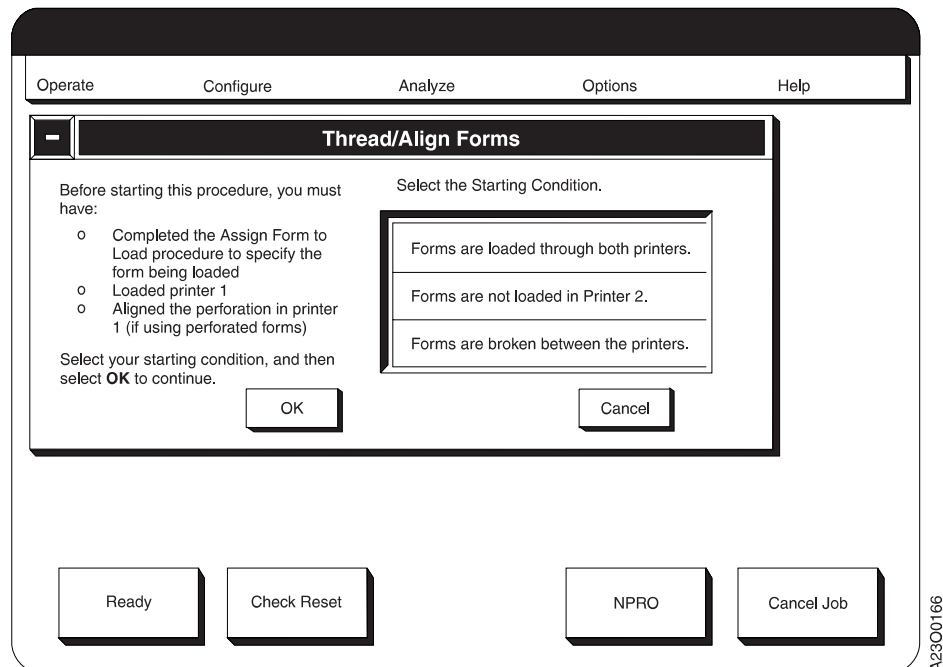 Operate Configure Analyze Options Help
- Thread/Align Forms
Before starting this procedure, you must
have:
o Completed the Assign Form to
Load procedure to specify the
form being loaded
o Loaded printer 1
o Aligned the perforation in printer
1 (if using perforated forms)
Select your starting condition, and then
select OK to continue.
OK
Select the Starting Condition.
Forms are loaded through both printers.
Forms are not loaded in Printer 2.
Forms are broken between the printers.
Cancel
Ready Check Reset NPRO Cancel Job
A23O0166